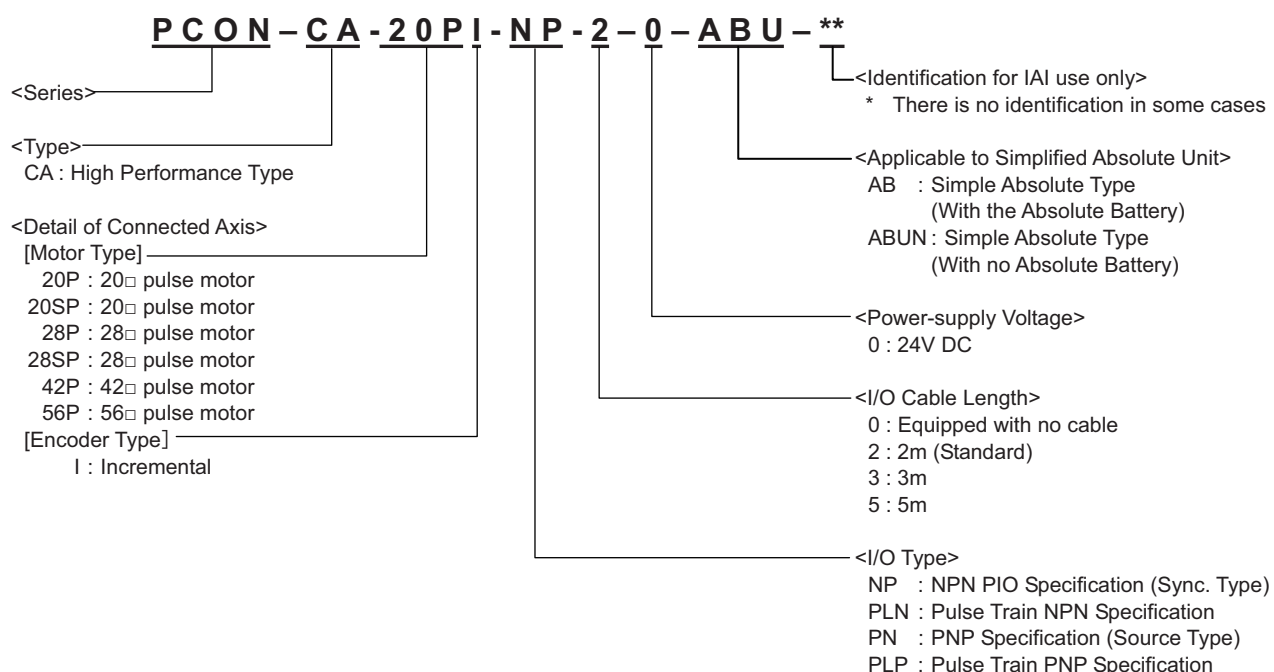 PCON–CA-20PI-NP-2–0–ABU–**
<Series>
<Type>
CA : High Performance Type
<Detail of Connected Axis>
[Motor Type]
20P : 20□ pulse motor
20SP : 20□ pulse motor
28P : 28□ pulse motor
28SP : 28□ pulse motor
42P : 42□ pulse motor
56P : 56□ pulse motor
[Encoder Type]
I : Incremental
<Identification for IAI use only>
* There is no identification in some cases
<Applicable to Simplified Absolute Unit>
AB : Simple Absolute Type
(With the Absolute Battery)
ABUN : Simple Absolute Type
(With no Absolute Battery)
<Power-supply Voltage>
0 : 24V DC
<I/O Cable Length>
0 : Equipped with no cable
2 : 2m (Standard)
3 : 3m
5 : 5m
<I/O Type>
NP : NPN PIO Specification (Sync. Type)
PLN : Pulse Train NPN Specification
PN : PNP Specification (Source Type)
PLP : Pulse Train PNP Specification